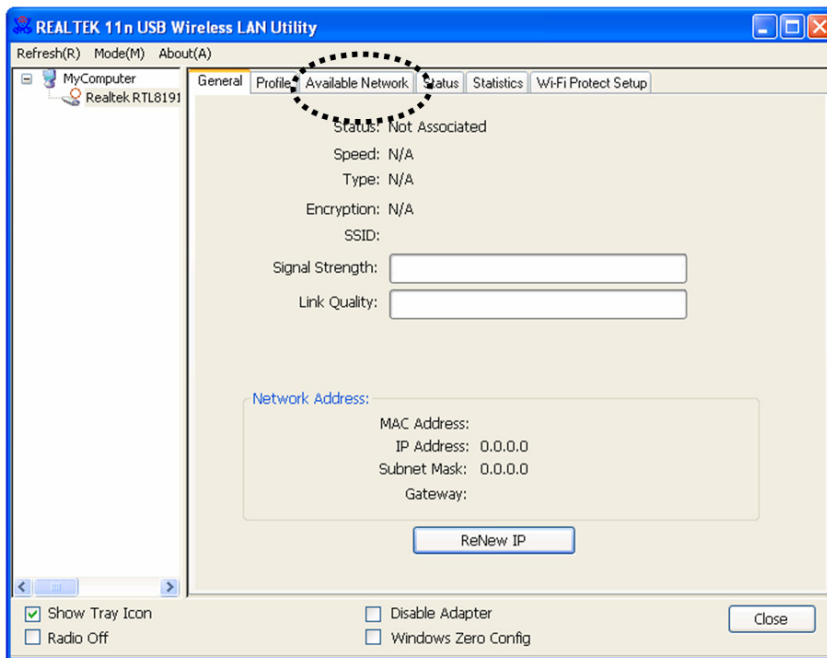 REALTEK 11n USB Wireless LAN Utility
Refresh(R) Mode(M) About(A)
MyComputer
Realtek RTL8191
General Profile Available Network Status Statistics Wi-Fi Protect Setup
Status: Not Associated
Speed: N/A
Type: N/A
Encryption: N/A
SSID:
Signal Strength:
Link Quality:
Network Address:
MAC Address:
IP Address: 0.0.0.0
Subnet Mask: 0.0.0.0
Gateway:
ReNew IP
Show Tray Icon Disable Adapter
Radio Off Windows Zero Config
Close